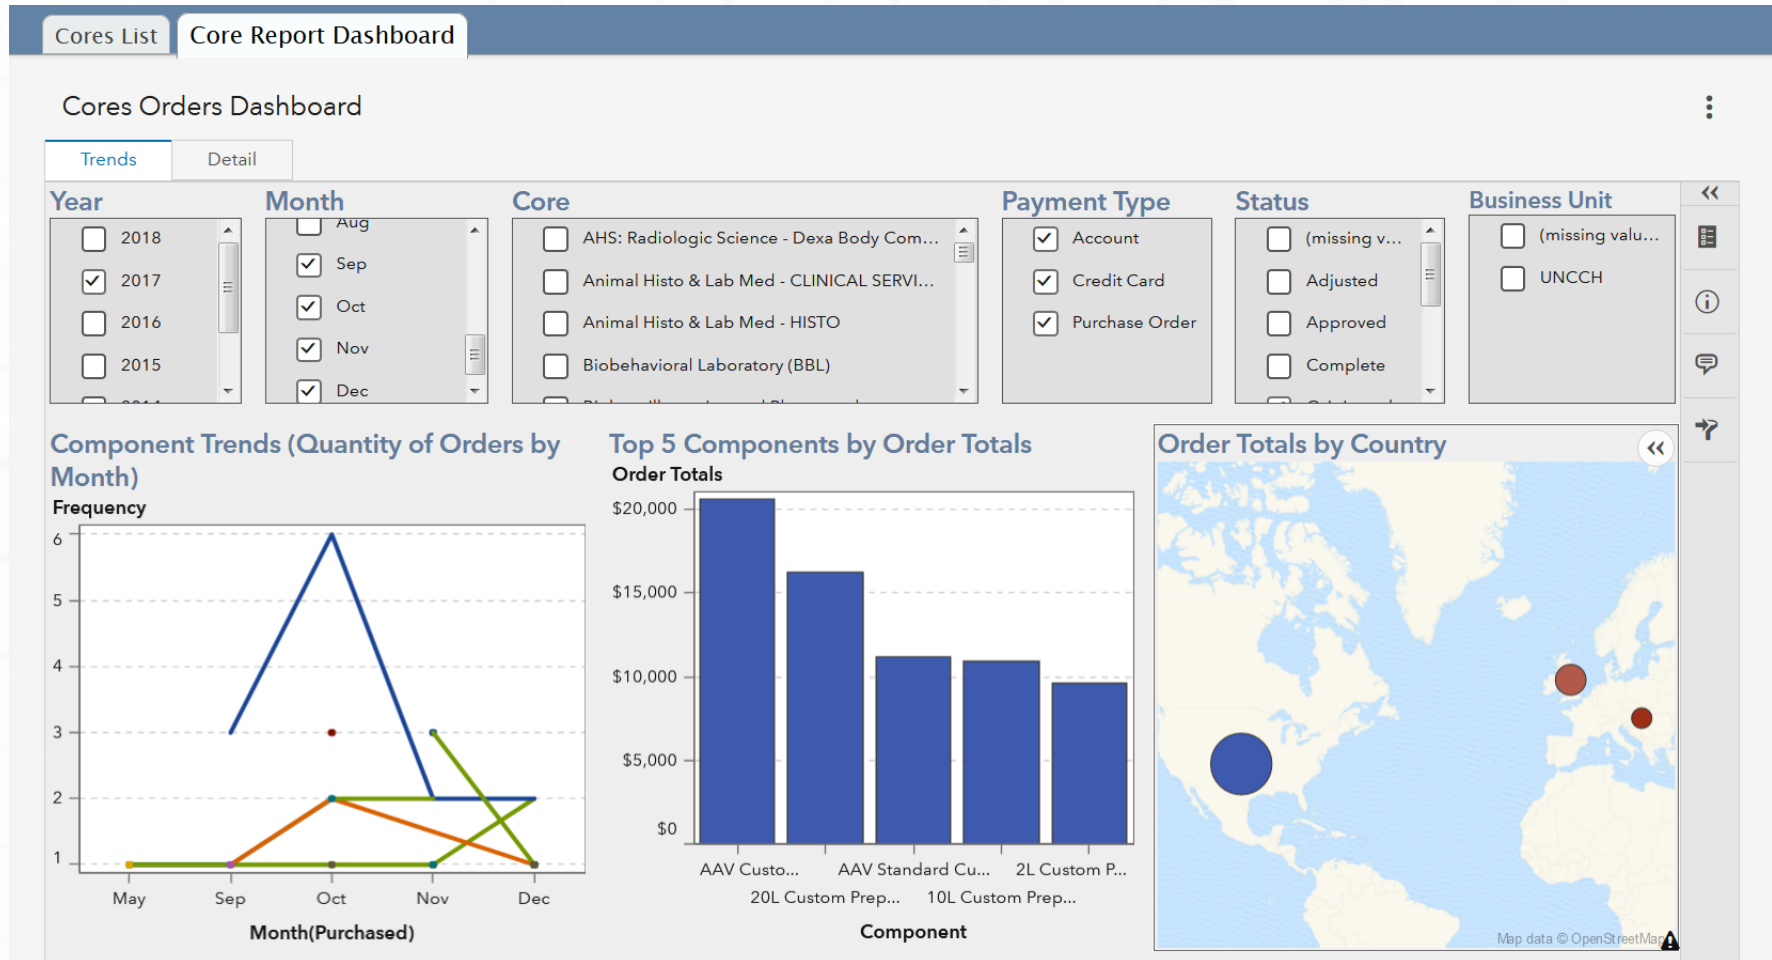 Cores List
Core Report Dashboard
Cores Orders Dashboard
Trends
Detail
Year
2018
2017
2016
2015
Month
Aug
Sep
Oct
Nov
Dec
Core
AHS: Radiologic Science - Dexa Body Com...
Animal Histo & Lab Med - CLINICAL SERVI...
Animal Histo & Lab Med - HISTO
Biobehavioral Laboratory (BBL)
Payment Type
Account
Credit Card
Purchase Order
Status
(missing v...
Adjusted
Approved
Complete
Business Unit
(missing valu...
UNCCH
Component Trends (Quantity of Orders by
Month)
Frequency
6
5
4
3
2
1
May Sep Oct Nov Dec
Month(Purchased)
Top 5 Components by Order Totals
Order Totals
$20,000
$15,000
$10,000
$5,000
$0
AAV Custo... AAV Standard Cu... 2L Custom P...
20L Custom Prep... 10L Custom Prep...
Component
Order Totals by Country
Map data © OpenStreetMap